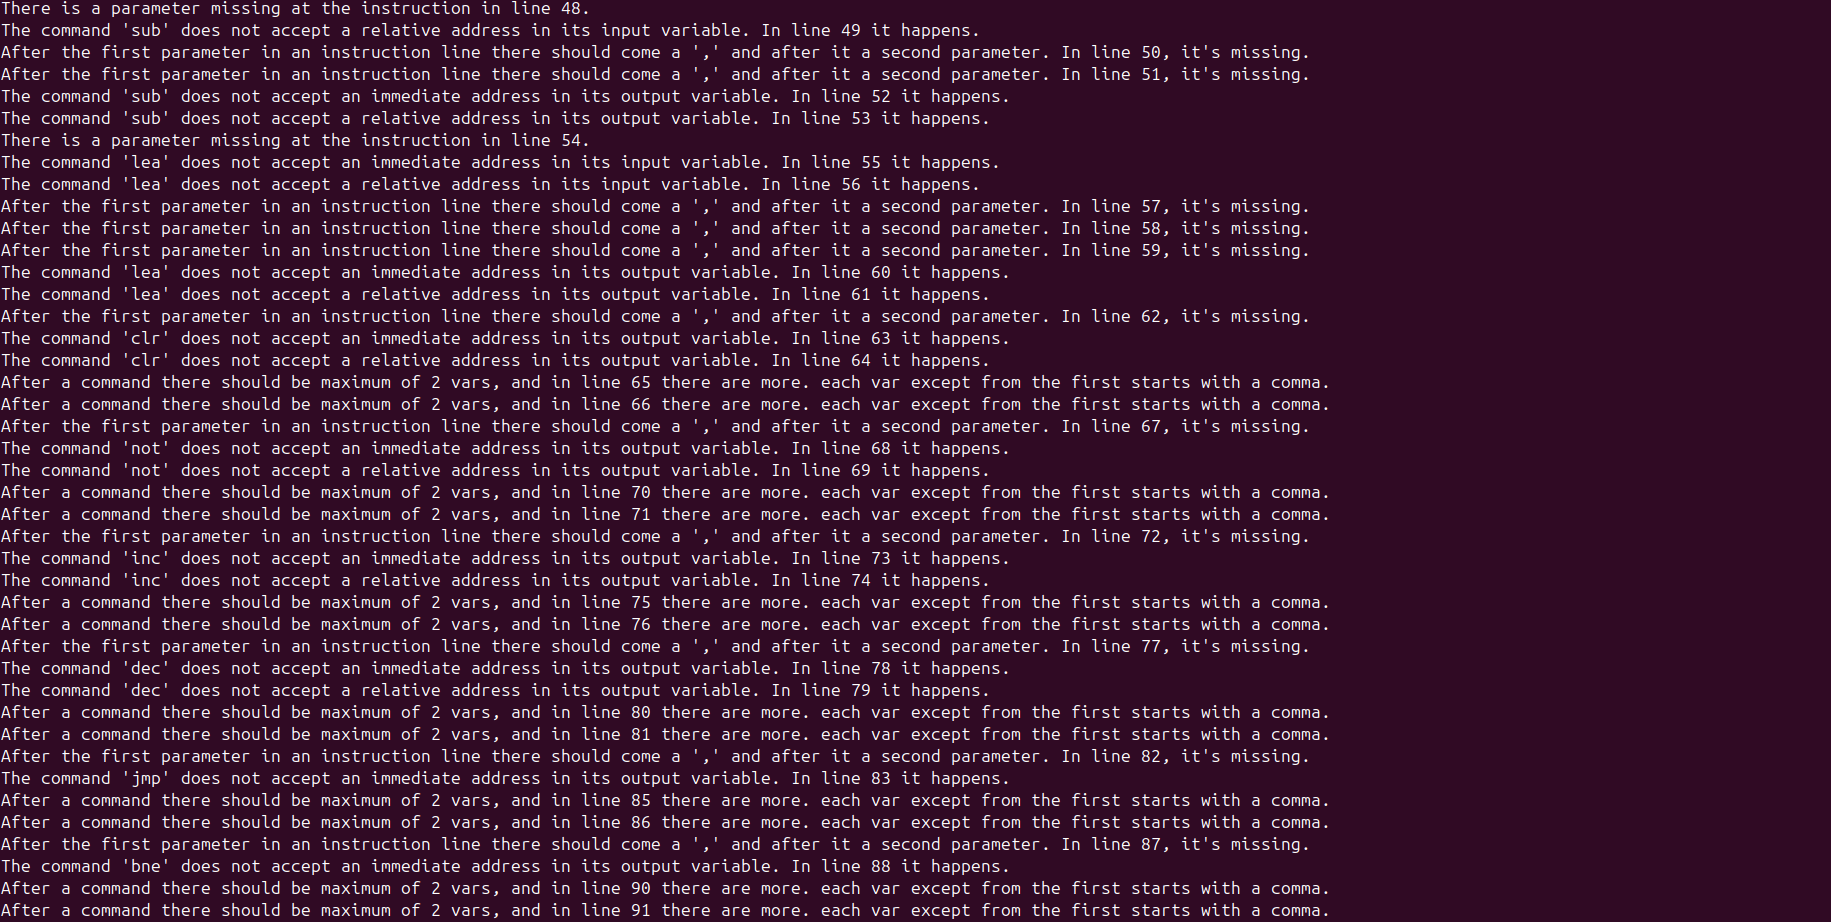 There is a parameter missing at the instruction in line 48.
The command 'sub' does not accept a relative address in its input variable. In line 49 it happens.
After the first parameter in an instruction line there should come a ',' and after it a second parameter. In line 50, it's missing.
After the first parameter in an instruction line there should come a ',' and after it a second parameter. In line 51, it's missing.
The command 'sub' does not accept an immediate address in its output variable. In line 52 it happens.
The command 'sub' does not accept a relative address in its output variable. In line 53 it happens.
There is a parameter missing at the instruction in line 54.
The command 'lea' does not accept an immediate address in its input variable. In line 55 it happens.
The command 'lea' does not accept a relative address in its input variable. In line 56 it happens.
After the first parameter in an instruction line there should come a ',' and after it a second parameter. In line 57, it's missing.
After the first parameter in an instruction line there should come a ',' and after it a second parameter. In line 58, it's missing.
After the first parameter in an instruction line there should come a ',' and after it a second parameter. In line 59, it's missing.
The command 'lea' does not accept an immediate address in its output variable. In line 60 it happens.
The command 'lea' does not accept a relative address in its output variable. In line 61 it happens.
After the first parameter in an instruction line there should come a ',' and after it a second parameter. In line 62, it's missing.
The command 'clr' does not accept an immediate address in its output variable. In line 63 it happens.
The command 'clr' does not accept a relative address in its output variable. In line 64 it happens.
After a command there should be maximum of 2 vars, and in line 65 there are more. each var except from the first starts with a comma.
After a command there should be maximum of 2 vars, and in line 66 there are more. each var except from the first starts with a comma.
After the first parameter in an instruction line there should come a ',' and after it a second parameter. In line 67, it's missing.
The command 'not' does not accept an immediate address in its output variable. In line 68 it happens.
The command 'not' does not accept a relative address in its output variable. In line 69 it happens.
After a command there should be maximum of 2 vars, and in line 70 there are more. each var except from the first starts with a comma.
After a command there should be maximum of 2 vars, and in line 71 there are more. each var except from the first starts with a comma.
After the first parameter in an instruction line there should come a ',' and after it a second parameter. In line 72, it's missing.
The command 'inc' does not accept an immediate address in its output variable. In line 73 it happens.
The command 'inc' does not accept a relative address in its output variable. In line 74 it happens.
After a command there should be maximum of 2 vars, and in line 75 there are more. each var except from the first starts with a comma.
After a command there should be maximum of 2 vars, and in line 76 there are more. each var except from the first starts with a comma.
After the first parameter in an instruction line there should come a ',' and after it a second parameter. In line 77, it's missing.
The command 'dec' does not accept an immediate address in its output variable. In line 78 it happens.
The command 'dec' does not accept a relative address in its output variable. In line 79 it happens.
After a command there should be maximum of 2 vars, and in line 80 there are more. each var except from the first starts with a comma.
After a command there should be maximum of 2 vars, and in line 81 there are more. each var except from the first starts with a comma.
After the first parameter in an instruction line there should come a ',' and after it a second parameter. In line 82, it's missing.
The command 'jmp' does not accept an immediate address in its output variable. In line 83 it happens.
After a command there should be maximum of 2 vars, and in line 85 there are more. each var except from the first starts with a comma.
After a command there should be maximum of 2 vars, and in line 86 there are more. each var except from the first starts with a comma.
After the first parameter in an instruction line there should come a ',' and after it a second parameter. In line 87, it's missing.
The command 'bne' does not accept an immediate address in its output variable. In line 88 it happens.
After a command there should be maximum of 2 vars, and in line 90 there are more. each var except from the first starts with a comma.
After a command there should be maximum of 2 vars, and in line 91 there are more. each var except from the first starts with a comma.